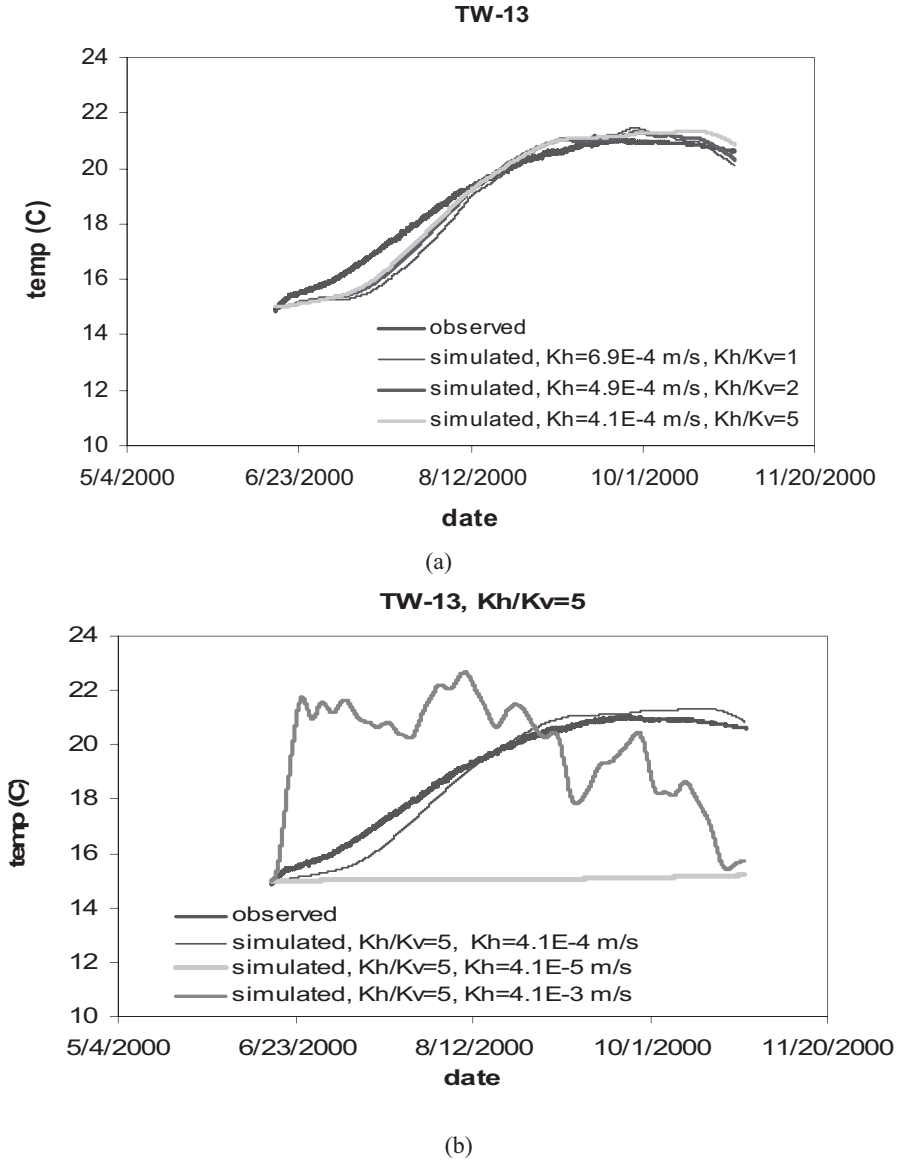 TW-13
24
22
20
18
16
14
12
10
temp (C)
observed
simulated, Kh=6.9E-4 m/s, Kh/Kv=1
simulated, Kh=4.9E-4 m/s, Kh/Kv=2
simulated, Kh=4.1E-4 m/s, Kh/Kv=5
5/4/2000 6/23/2000 8/12/2000 10/1/2000 11/20/2000
date
(a)
TW-13, Kh/Kv=5
24
22
20
18
16
14
12
10
temp (C)
observed
simulated, Kh/Kv=5, Kh=4.1E-4 m/s
simulated, Kh/Kv=5, Kh=4.1E-5 m/s
simulated, Kh/Kv=5, Kh=4.1E-3 m/s
5/4/2000 6/23/2000 8/12/2000 10/1/2000 11/20/2000
date
(b)